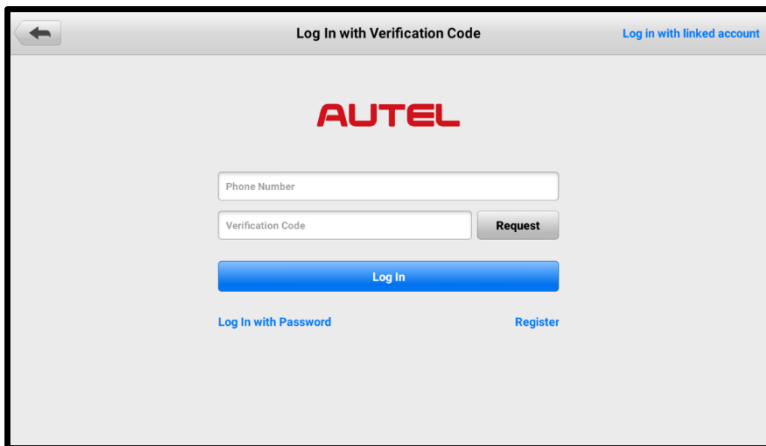 Log In with Verification Code
Log in with linked account
AUTEL
Phone Number
Verification Code
Request
Log In
Log In with Password
Register